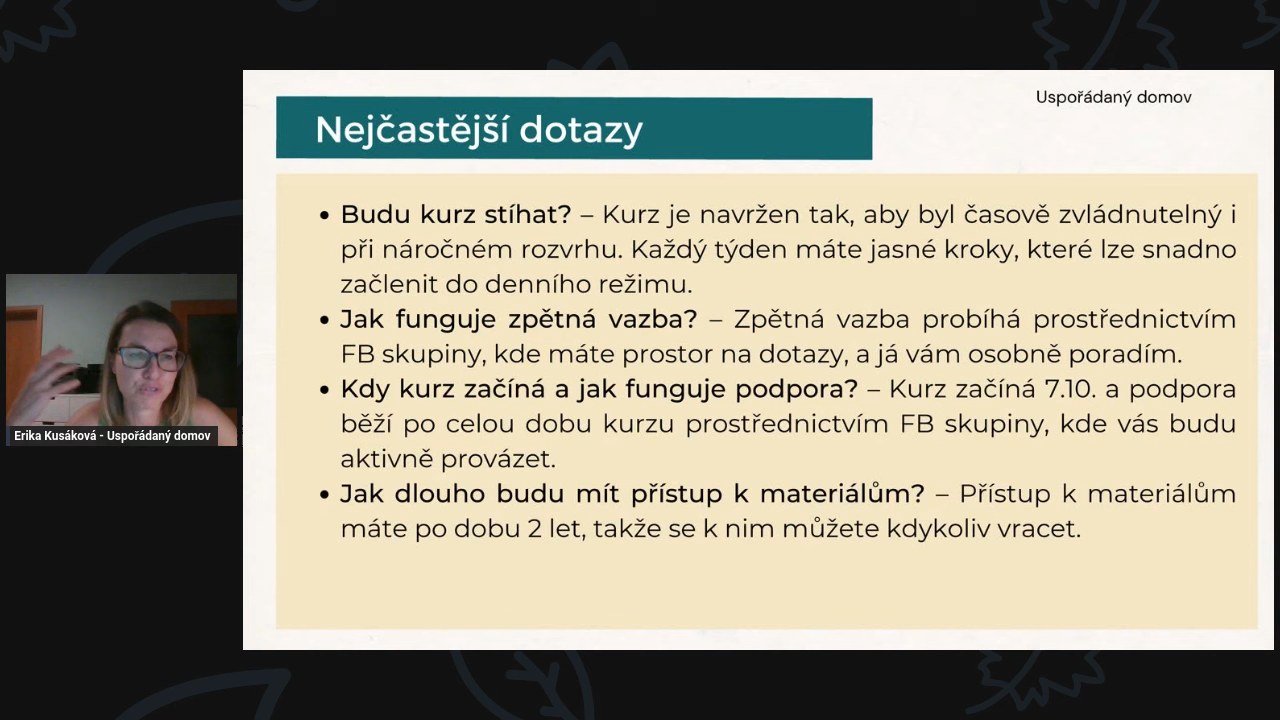 Uspořádaný domov
Nejčastější dotazy
• Budu kurz stíhat? – Kurz je navržen tak, aby byl časově zvládnutelný i
při náročném rozvrhu. Každý týden máte jasné kroky, které lze snadno
začlenit do denního režimu.
• Jak funguje zpětná vazba? – Zpětná vazba probíhá prostřednictvím
FB skupiny, kde máte prostor na dotazy, a já vám osobně poradím.
• Kdy kurz začíná a jak funguje podpora? – Kurz začíná 7.10. a podpora
běží po celou dobu kurzu prostřednictvím FB skupiny, kde vás budu
aktivně provázet.
• Jak dlouho budu mít přístup k materiálům? – Přístup k materiálům
máte po dobu 2 let, takže se k nim můžete kdykoliv vracet.
Erika Kusáková - Uspořádaný domov